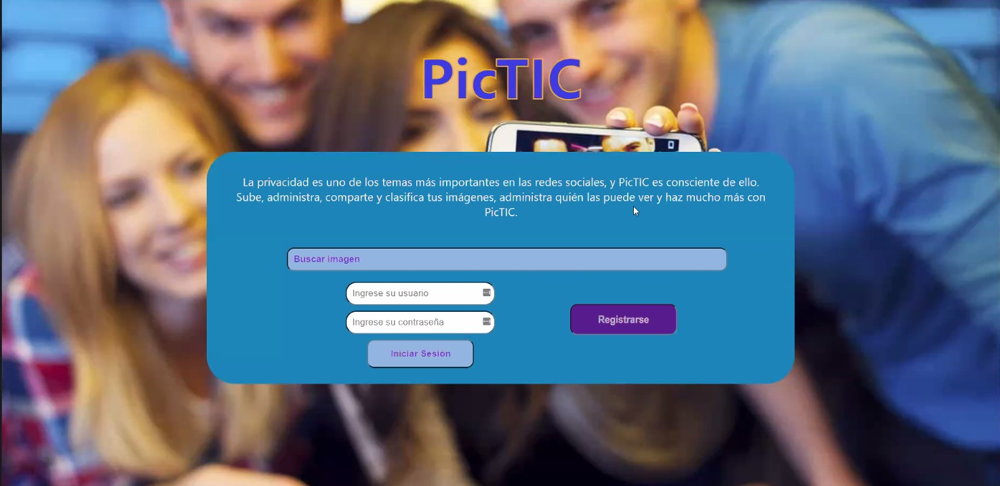 PicTIC
La privacidad es uno de los temas más importantes en las redes sociales, y PicTIC es consciente de ello.
Sube, administra, comparte y clasifica tus imágenes, administra quién las puede ver y haz mucho más con
PicTIC.
Buscar imagen
Ingrese su usuario
Ingrese su contraseña
Registrarse
Iniciar Sesión